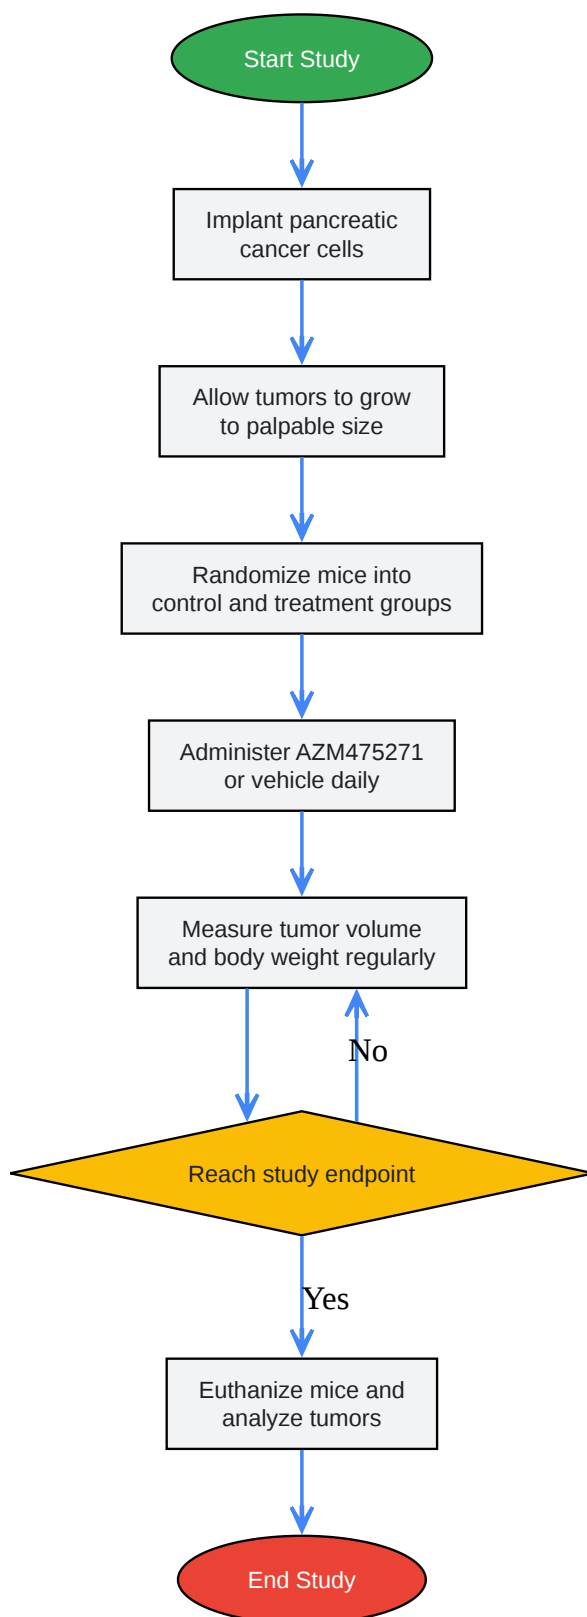 Start Study
Implant pancreatic
cancer cells
Allow tumors to grow
to palpable size
Randomize mice into
control and treatment groups
Administer AZM475271
or vehicle daily
Measure tumor volume
and body weight regularly
No
Reach study endpoint
Yes
Euthanize mice and
analyze tumors
End Study